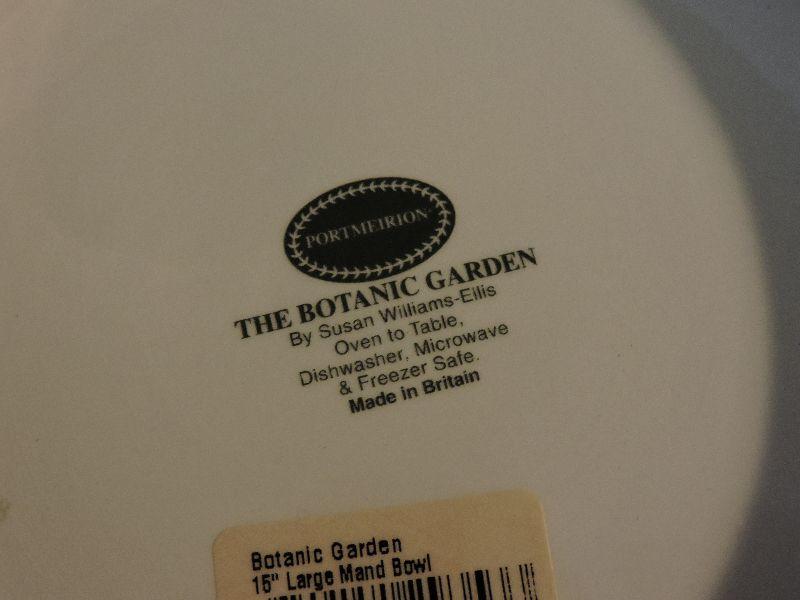 PORTMEIRION
THE BOTANIC GARDEN
By Susan Williams-Ellis
Oven to Table,
Dishwasher, Microwave
& Freezer Safe.
Made in Britain
Botanic Garden
15" Large Mand Bowl